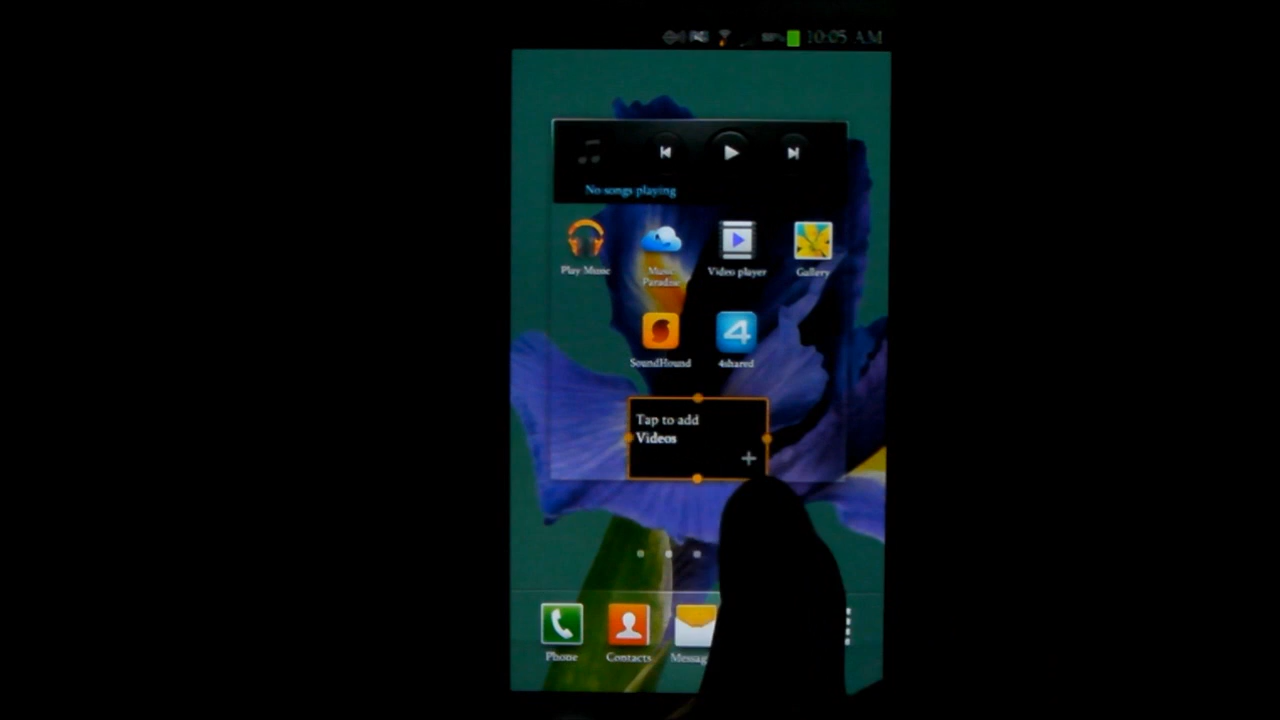 10:05 AM
No songs playing
Play Music
Music
Paradise
Video player
Gallery
SoundHound
4shared
Tap to add
Videos
Phone
Contacts